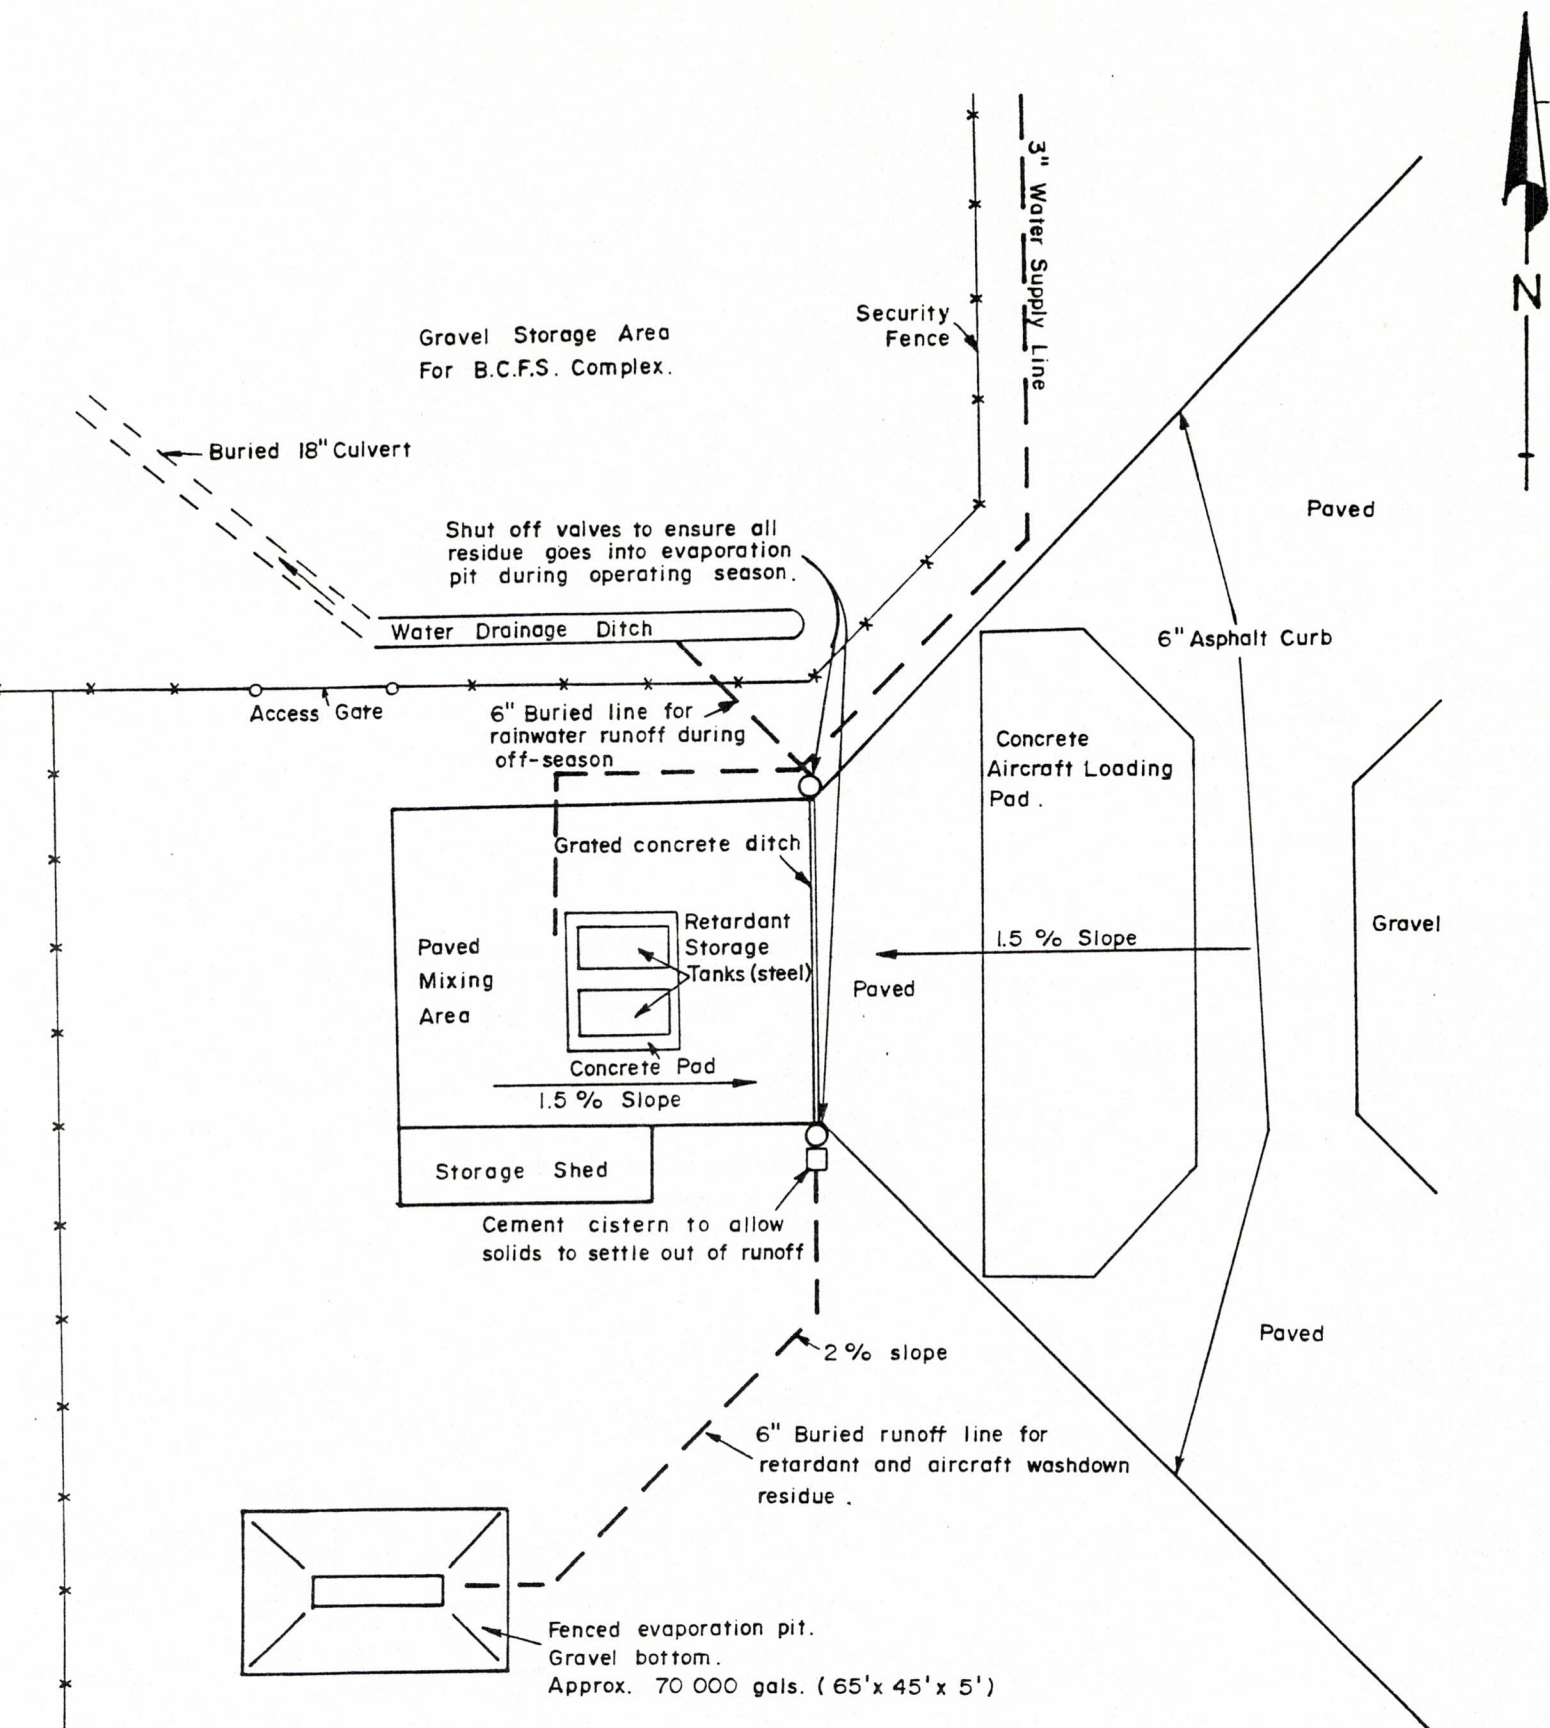 N
3" Water Supply Line
Security
Fence
Gravel Storage Area
For B.C.F.S. Complex.
Buried 18" Culvert
Paved
Shut off valves to ensure all
residue goes into evaporation
pit during operating season.
Water Drainage Ditch
6" Asphalt Curb
Access Gate
6" Buried line for
rainwater runoff during
off-season
Concrete
Aircraft Loading
Pad.
Grated concrete ditch
Retardant
Storage
Tanks (steel)
Paved
Mixing
Area
Gravel
1.5 % Slope
Paved
Concrete Pad
1.5 % Slope
Storage Shed
Cement cistern to allow
solids to settle out of runoff
Paved
2 % slope
6" Buried runoff line for
retardant and aircraft washdown
residue.
Fenced evaporation pit.
Gravel bottom.
Approx. 70 000 gals. (65' x 45' x 5')